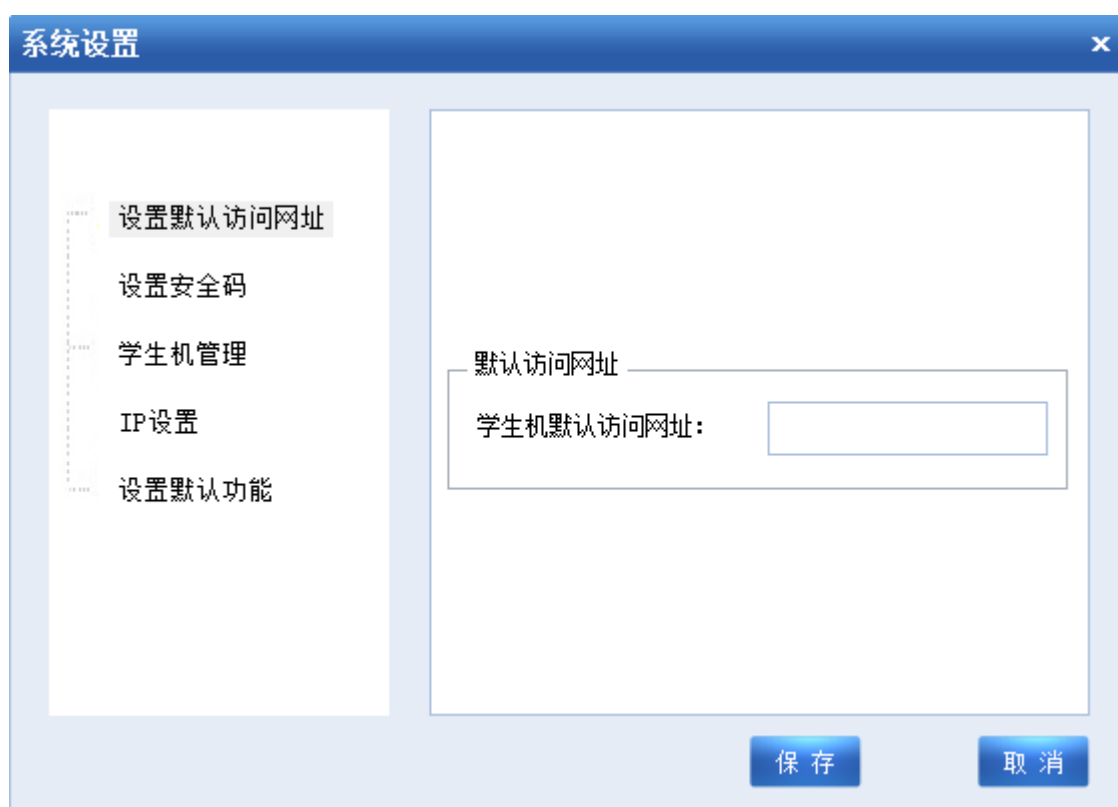 系统设置
设置默认访问网址
设置安全码
学生机管理
IP设置
设置默认功能
默认访问网址
学生机默认访问网址：
保存
取消